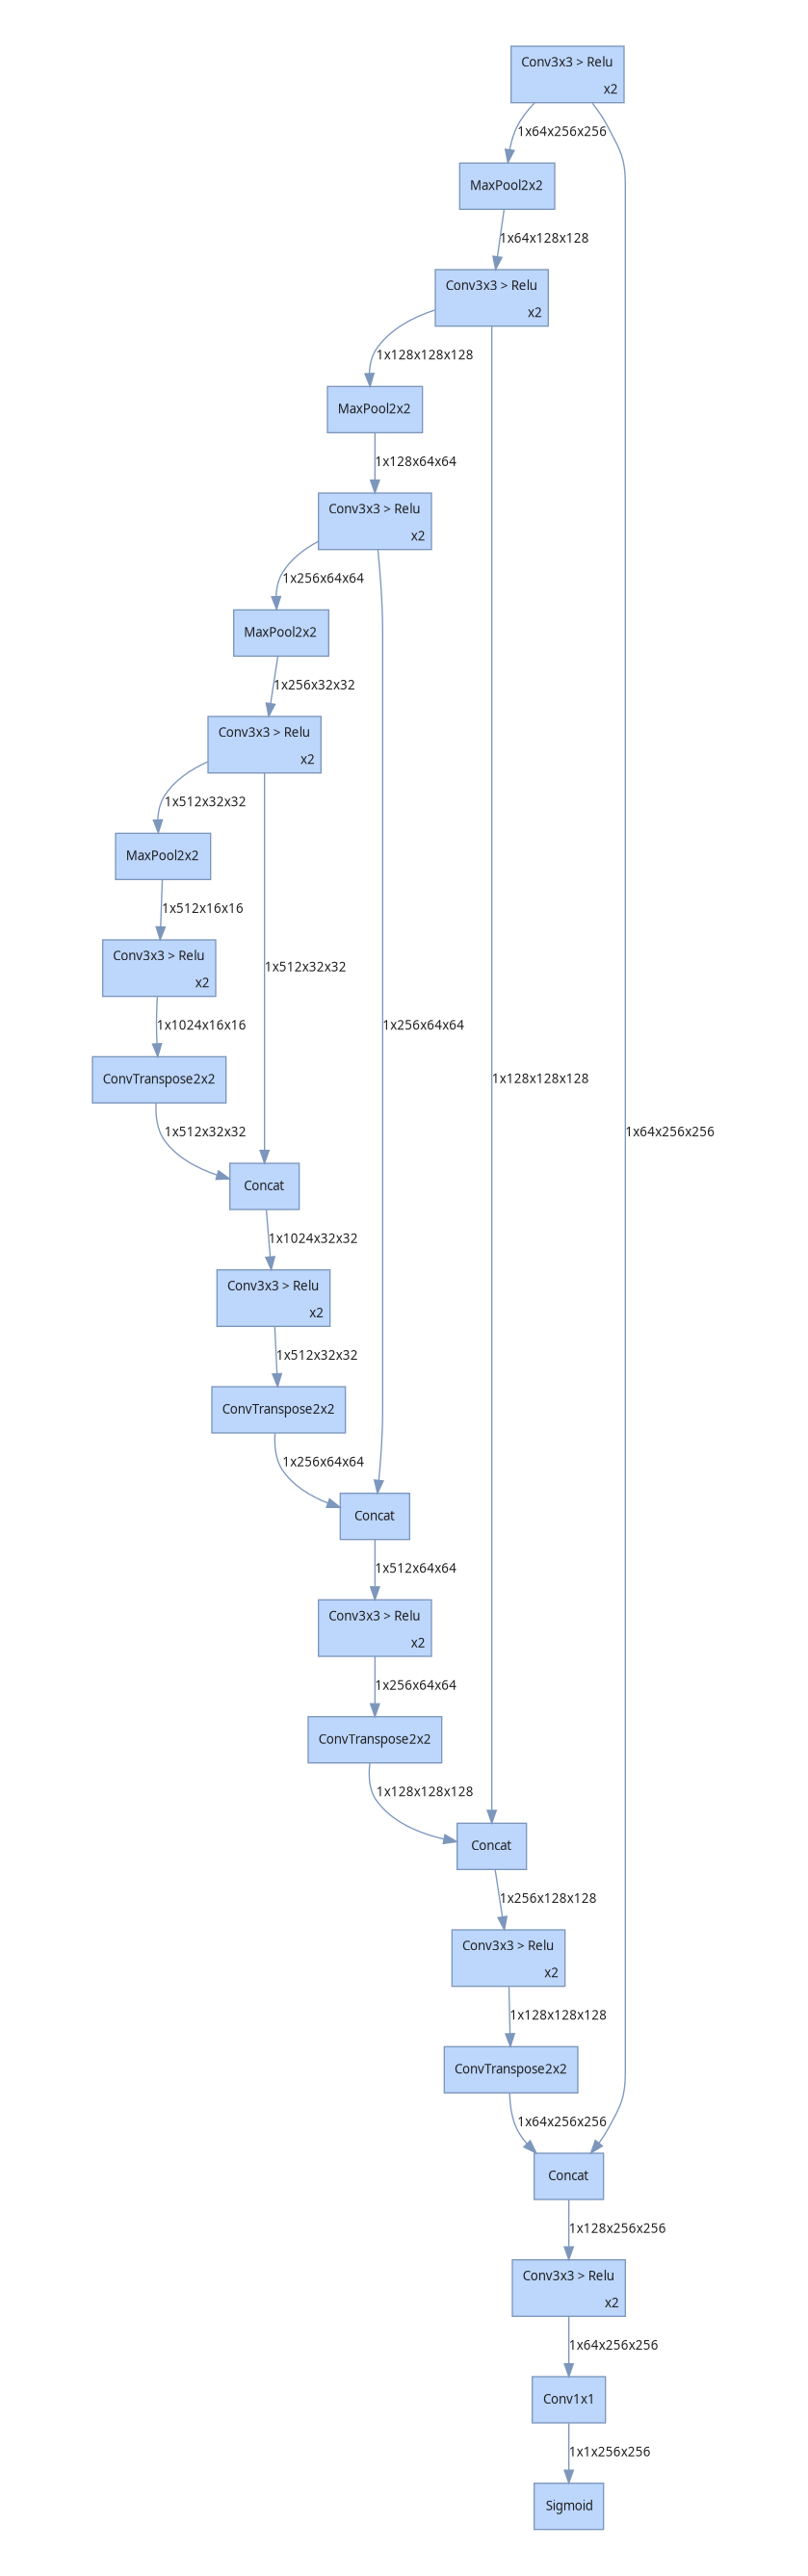 Conv3x3 > Relu
x2
1x64x256x256
MaxPool2x2
1x64x128x128
Conv3x3 > Relu
x2
1x128x128x128
MaxPool2x2
1x128x64x64
Conv3x3 > Relu
x2
1x256x64x64
MaxPool2x2
1x256x32x32
Conv3x3 > Relu
x2
1x512x32x32
MaxPool2x2
1x512x16x16
Conv3x3 > Relu
x2
1x512x32x32
1x1024x16x16
1x256x64x64
ConvTranspose2x2
1x128x128x128
1x512x32x32
1x64x256x256
Concat
1x1024x32x32
Conv3x3 > Relu
x2
1x512x32x32
ConvTranspose2x2
1x256x64x64
Concat
1x512x64x64
Conv3x3 > Relu
x2
1x256x64x64
ConvTranspose2x2
1x128x128x128
Concat
1x256x128x128
Conv3x3 > Relu
x2
1x128x128x128
ConvTranspose2x2
1x64x256x256
Concat
1x128x256x256
Conv3x3 > Relu
x2
1x64x256x256
Conv1x1
1x1x256x256
Sigmoid